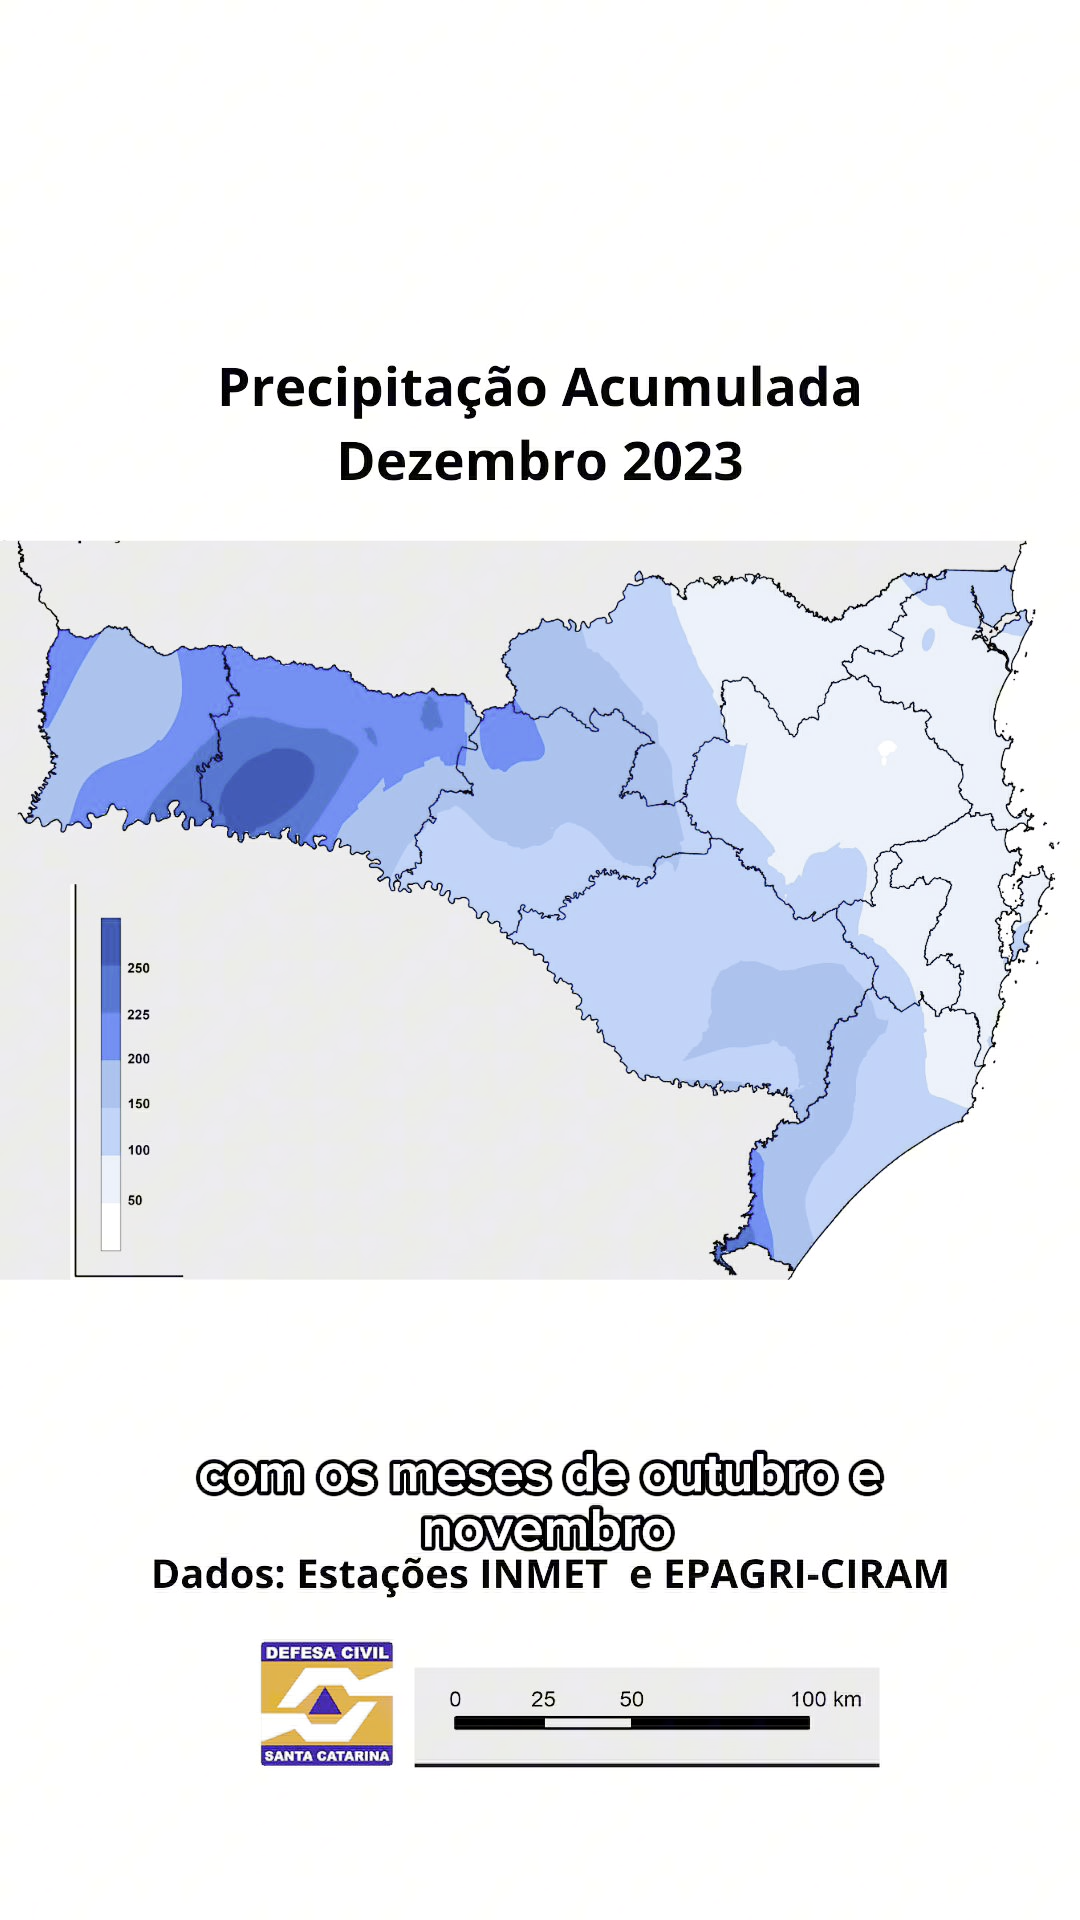 Precipitação Acumulada
Dezembro 2023
250
225
200
150
100
50
com os meses de outubro e
novembro
Dados: Estações INMET e EPAGRI-CIRAM
DEFESA CIVIL
SANTA CATARINA
0 25 50 100 km